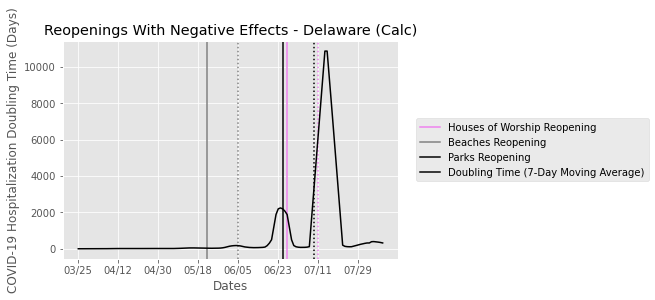 Reopenings With Negative Effects - Delaware (Calc)
COVID-19 Hospitalization Doubling Time (Days)
10000
8000
6000
4000
2000
0
03/25 04/12 04/30 05/18 06/05 06/23 07/11 07/29
Dates
Houses of Worship Reopening
Beaches Reopening
Parks Reopening
Doubling Time (7-Day Moving Average)